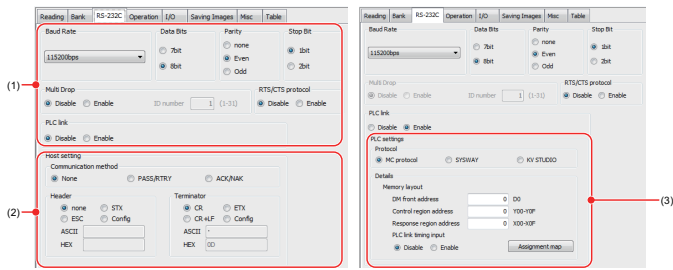 Reading Bank RS-232C Operation I/O Saving Images Misc Table
Baud Rate Data Bits Parity Stop Bit
115200bps
7bit
8bit
none
Even
Odd
1bit
2bit
(1)
Multi Drop RTS/CTS protocol
Disable Enable ID number 1 (1-31) Disable Enable
PLC link
Disable Enable
Host setting
Communication method
None PASS/RTRY ACK/NAK
(2)
Header Terminator
none STX CR ETX
ESC Config CR+LF Config
ASCII ASCII
HEX HEX 0D
Reading Bank RS-232C Operation I/O Saving Images Misc Table
Baud Rate Data Bits Parity Stop Bit
115200bps
7bit
8bit
none
Even
Odd
1bit
2bit
Multi Drop RTS/CTS protocol
Disable Enable ID number 1 (1-31) Disable Enable
PLC link
Disable Enable
PLC settings
Protocol
MC protocol SYSWAY KV STUDIO
Details
Memory layout
DM front address 0 D0
(3)
Control region address 0 Y00-Y0F
Response region address 0 X00-X0F
PLC link timing input
Disable Enable Assignment map